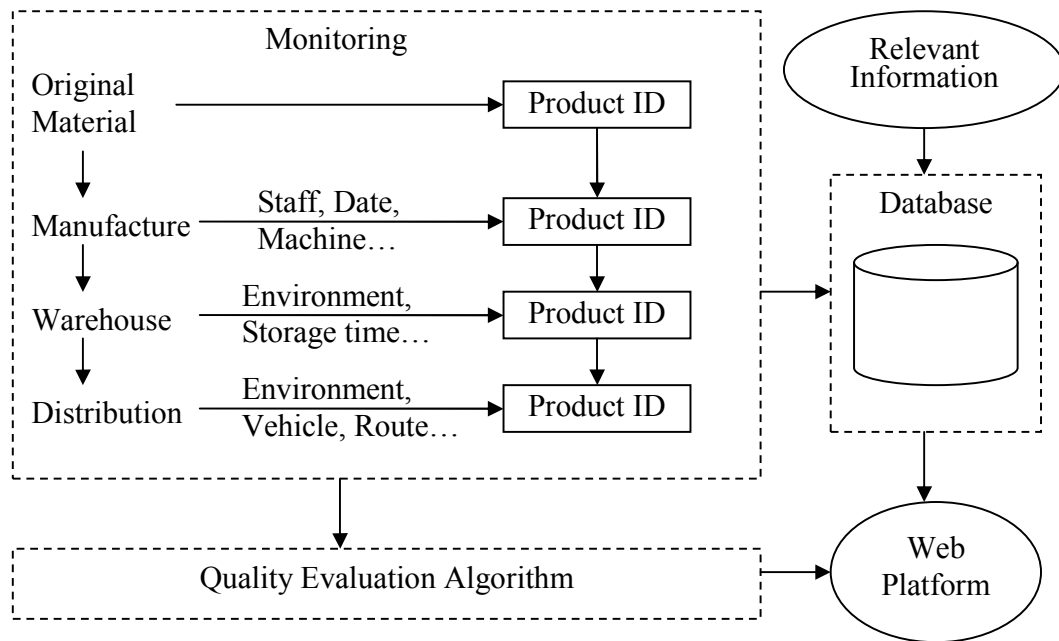 Monitoring
Original
Material
Product ID
Manufacture
Staff, Date,
Machine…
Product ID
Warehouse
Environment,
Storage time…
Product ID
Distribution
Environment,
Vehicle, Route…
Product ID
Relevant
Information
Database
Quality Evaluation Algorithm
Web
Platform